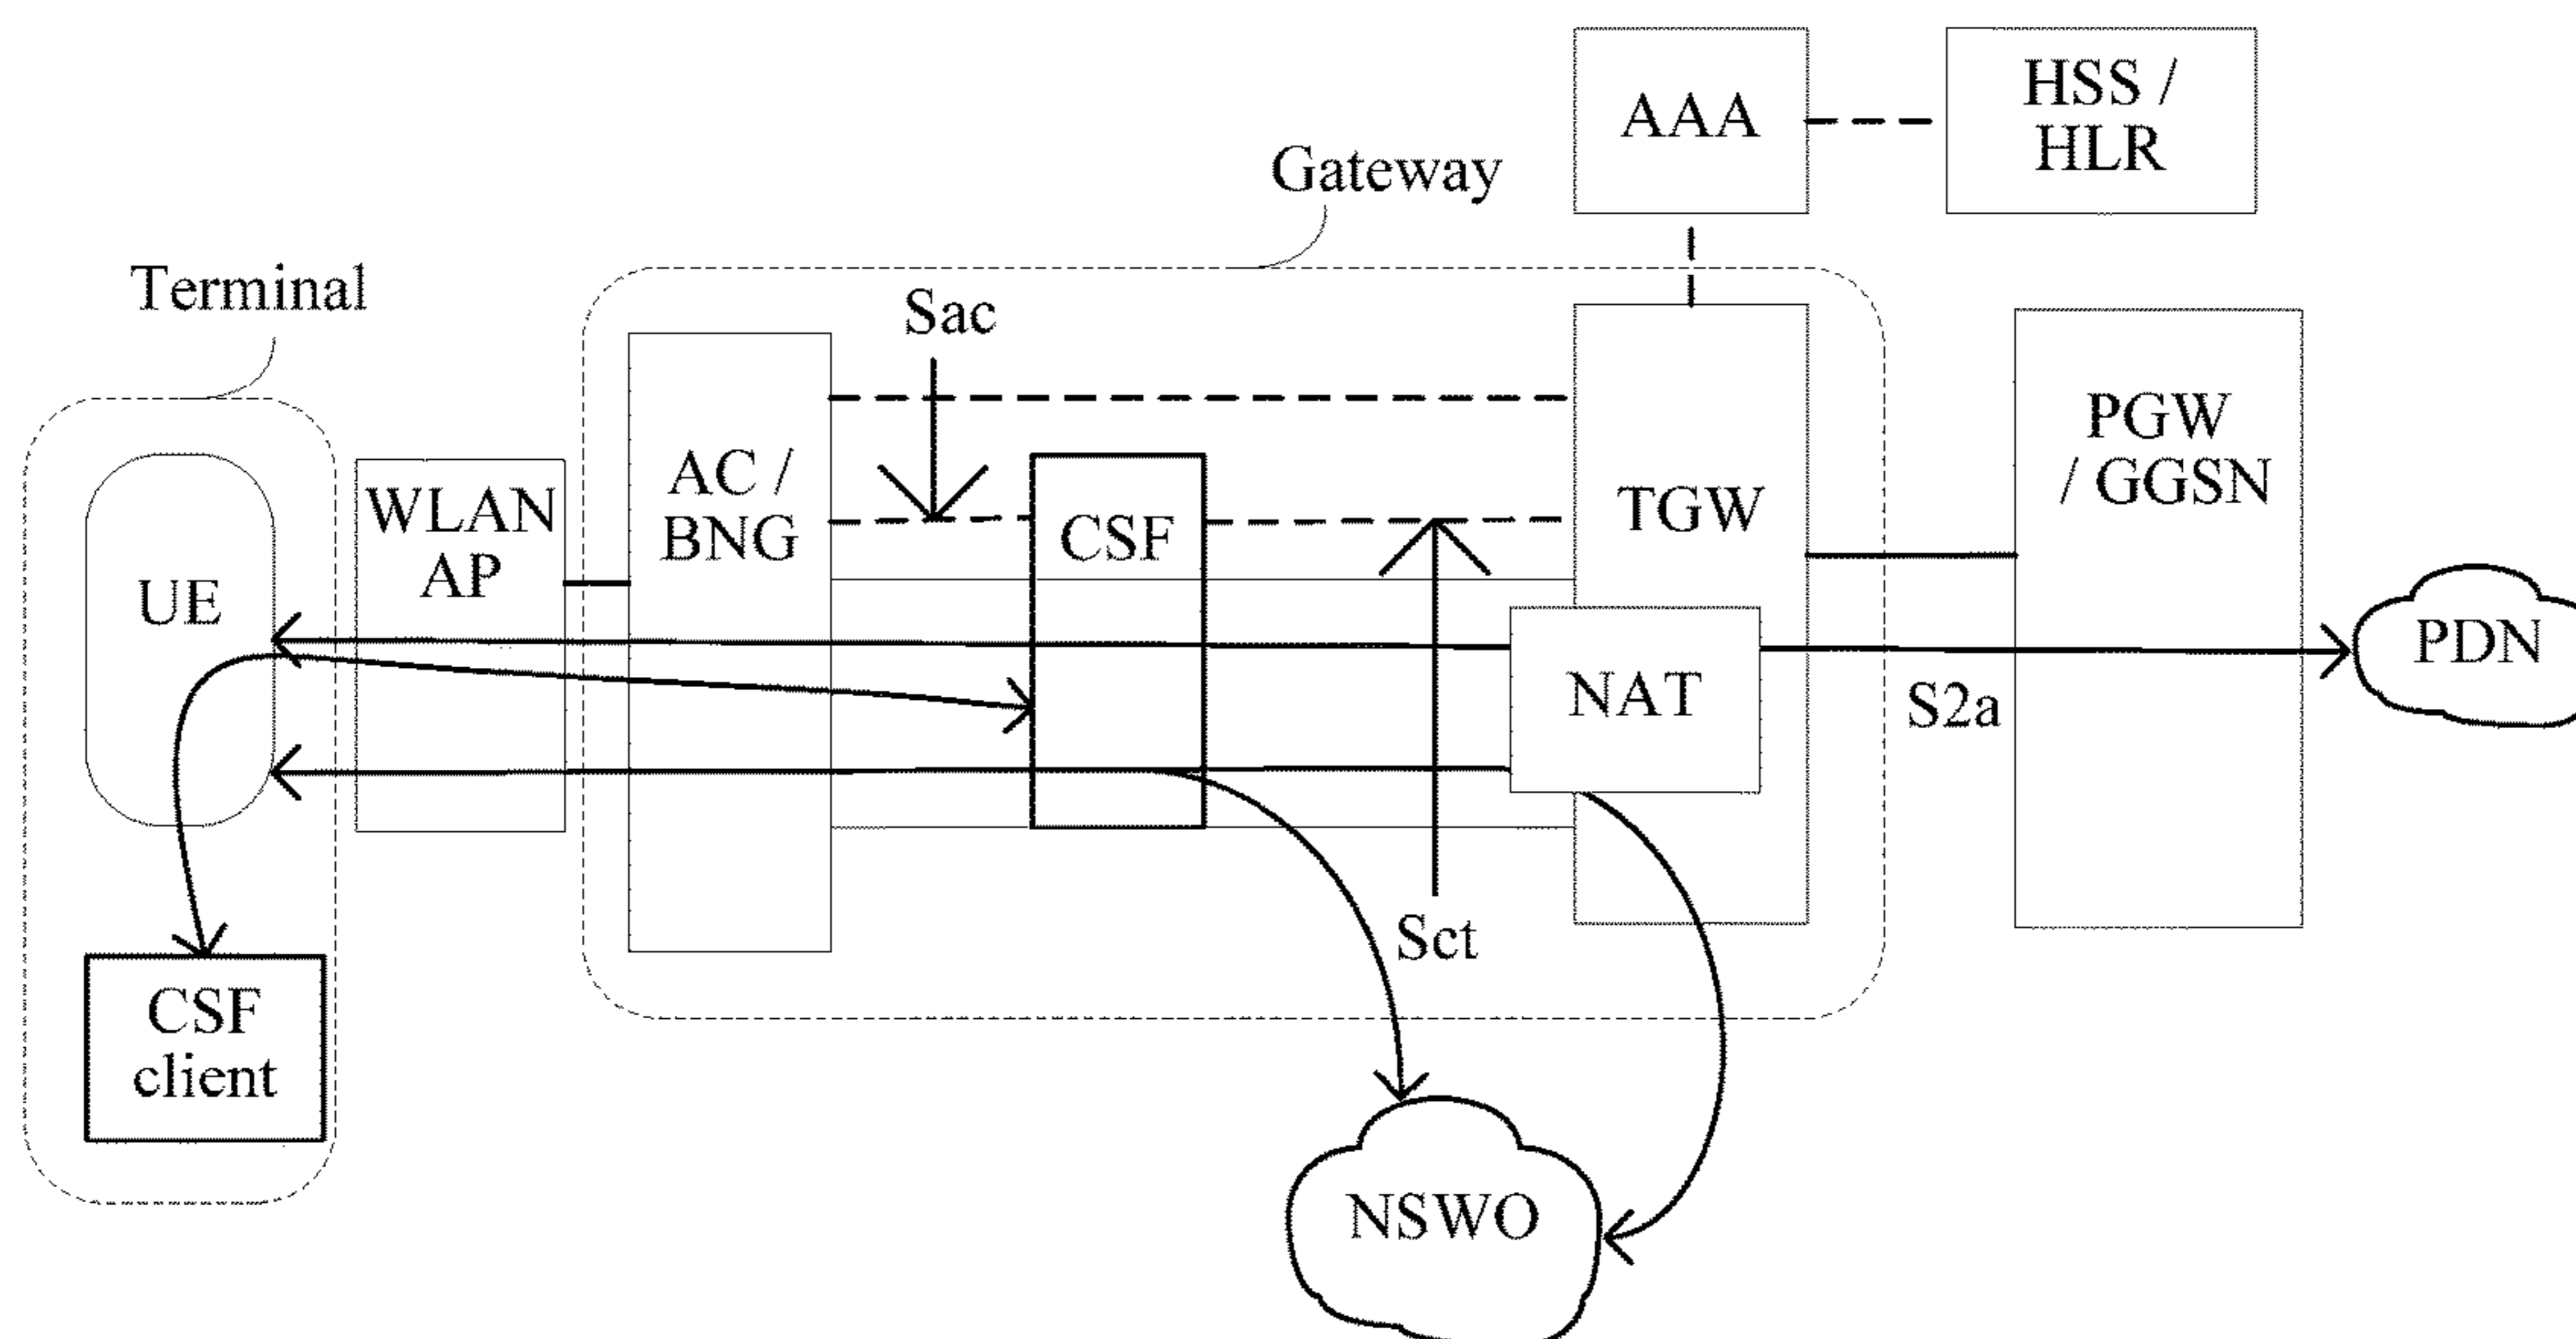 AAA
HSS /
HLR
Gateway
Terminal
Sac
UE
WLAN
AP
AC /
BNG
CSF
TGW
NAT
PGW
/ GGSN
S2a
PDN
Sct
CSF
client
NSWO